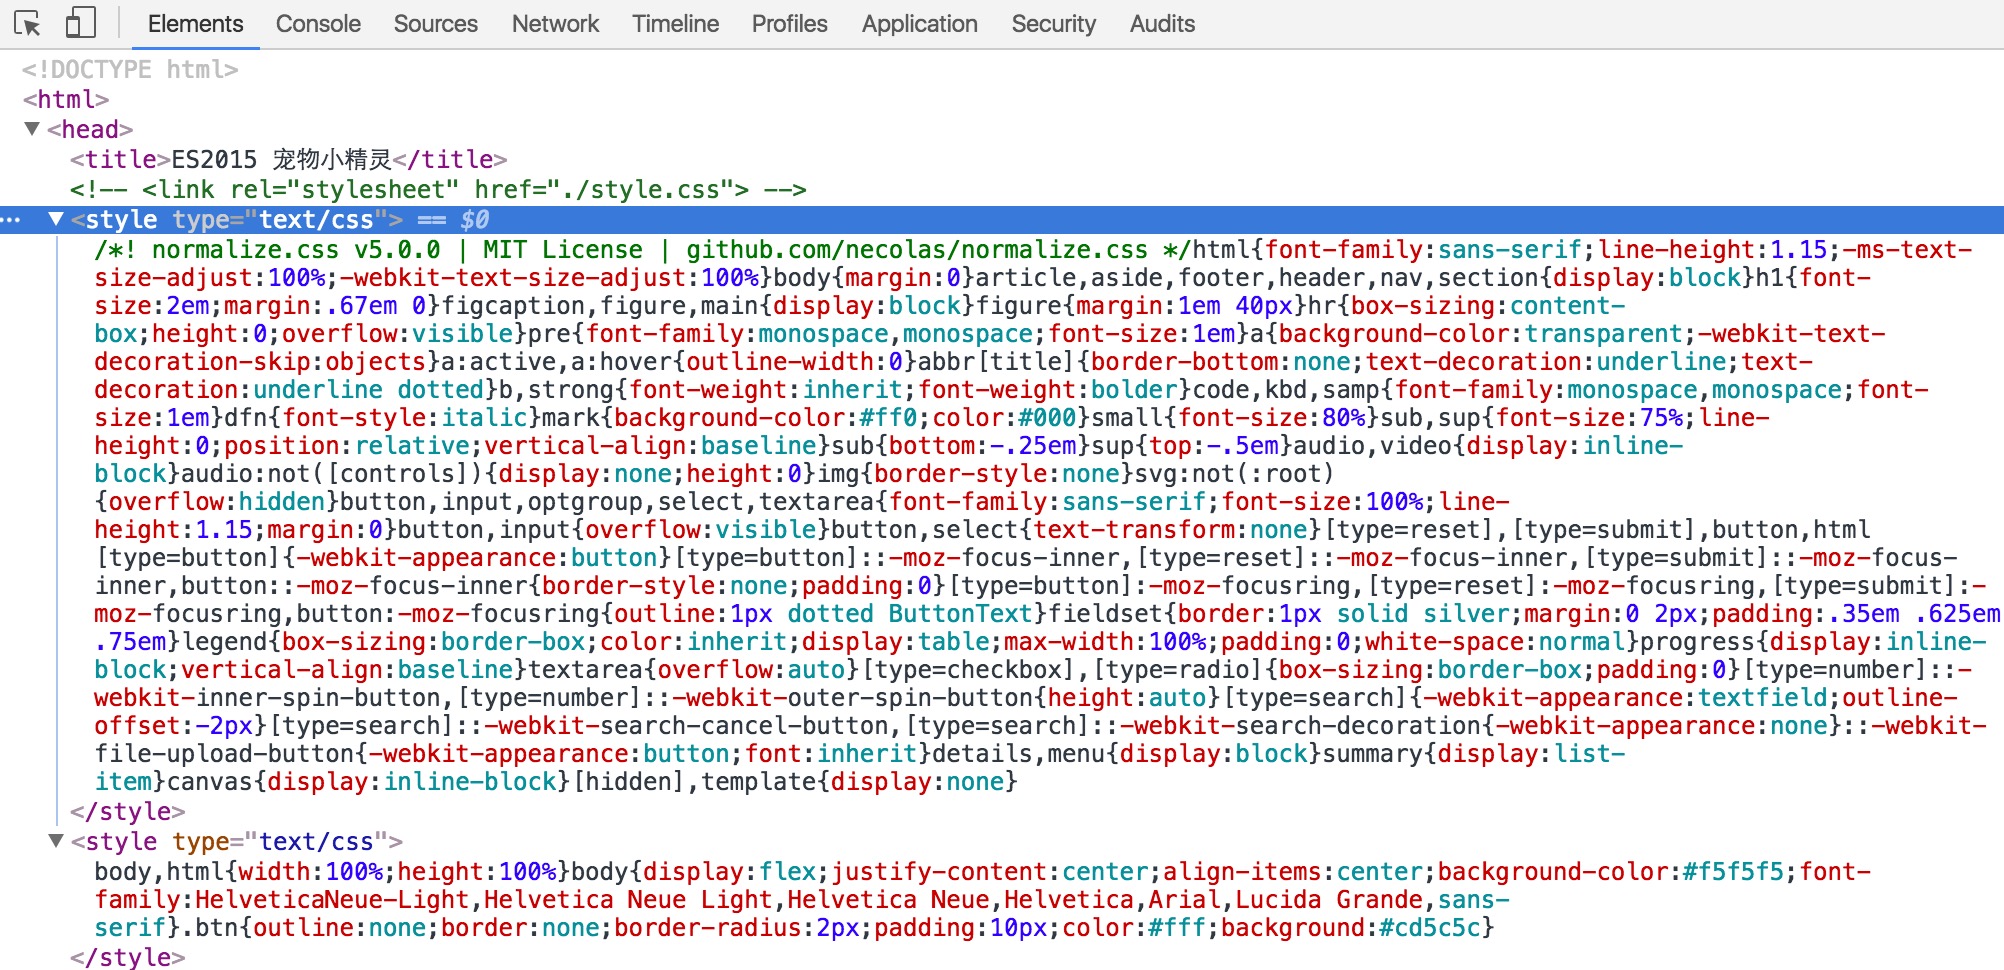 Elements Console Sources Network Timeline Profiles Application Security Audits
<!DOCTYPE html>
<html>
<head>
<title>ES2015 宠物小精灵</title>
<!-- <link rel="stylesheet" href="./style.css"> -->
<style type="text/css"> == $0
/*! normalize.css v5.0.0 | MIT License | github.com/necolas/normalize.css */html{font-family:sans-serif;line-height:1.15;-ms-text-
size-adjust:100%;-webkit-text-size-adjust:100%}body{margin:0}article,aside,footer,header,nav,section{display:block}h1{font-
size:2em;margin:.67em 0}figcaption,figure,main{display:block}figure{margin:1em 40px}hr{box-sizing:content-
box;height:0;overflow:visible}pre{font-family:monospace,monospace;font-size:1em}a{background-color:transparent;-webkit-text-
decoration-skip:objects}a:active,a:hover{outline-width:0}abbr[title]{border-bottom:none;text-decoration:underline;text-
decoration:underline dotted}b,strong{font-weight:inherit;font-weight:bolder}code,kbd,samp{font-family:monospace,monospace;font-
size:1em}dfn{font-style:italic}mark{background-color:#ff0;color:#000}small{font-size:80%}sub,sup{font-size:75%;line-
height:0;position:relative;vertical-align:baseline}sub{bottom:-.25em}sup{top:-.5em}audio,video{display:inline-
block}audio:not([controls]){display:none;height:0}img{border-style:none}svg:not(:root)
{overflow:hidden}button,input,optgroup,select,textarea{font-family:sans-serif;font-size:100%;line-
height:1.15;margin:0}button,input{overflow:visible}button,select{text-transform:none}[type=reset],[type=submit],button,html
[type=button]{-webkit-appearance:button}[type=button]::-moz-focus-inner,[type=reset]::-moz-focus-inner,[type=submit]::-moz-focus-
inner,button::-moz-focus-inner{border-style:none;padding:0}[type=button]:-moz-focusring,[type=reset]:-moz-focusring,[type=submit]:-
moz-focusring,button:-moz-focusring{outline:1px dotted ButtonText}fieldset{border:1px solid silver;margin:0 2px;padding:.35em .625em
.75em}legend{box-sizing:border-box;color:inherit;display:table;max-width:100%;padding:0;white-space:normal}progress{display:inline-
block;vertical-align:baseline}textarea{overflow:auto}[type=checkbox],[type=radio]{box-sizing:border-box;padding:0}[type=number]::-
webkit-inner-spin-button,[type=number]::-webkit-outer-spin-button{height:auto}[type=search]{-webkit-appearance:textfield;outline-
offset:-2px}[type=search]::-webkit-search-cancel-button,[type=search]::-webkit-search-decoration{-webkit-appearance:none}::-webkit-
file-upload-button{-webkit-appearance:button;font:inherit}details,menu{display:block}summary{display:list-
item}canvas{display:inline-block}[hidden],template{display:none}
</style>
<style type="text/css">
body,html{width:100%;height:100%}body{display:flex;justify-content:center;align-items:center;background-color:#f5f5f5;font-
family:HelveticaNeue-Light,Helvetica Neue Light,Helvetica Neue,Helvetica,Arial,Lucida Grande,sans-
serif}.btn{outline:none;border:none;border-radius:2px;padding:10px;color:#fff;background:#cd5c5c}
</style>